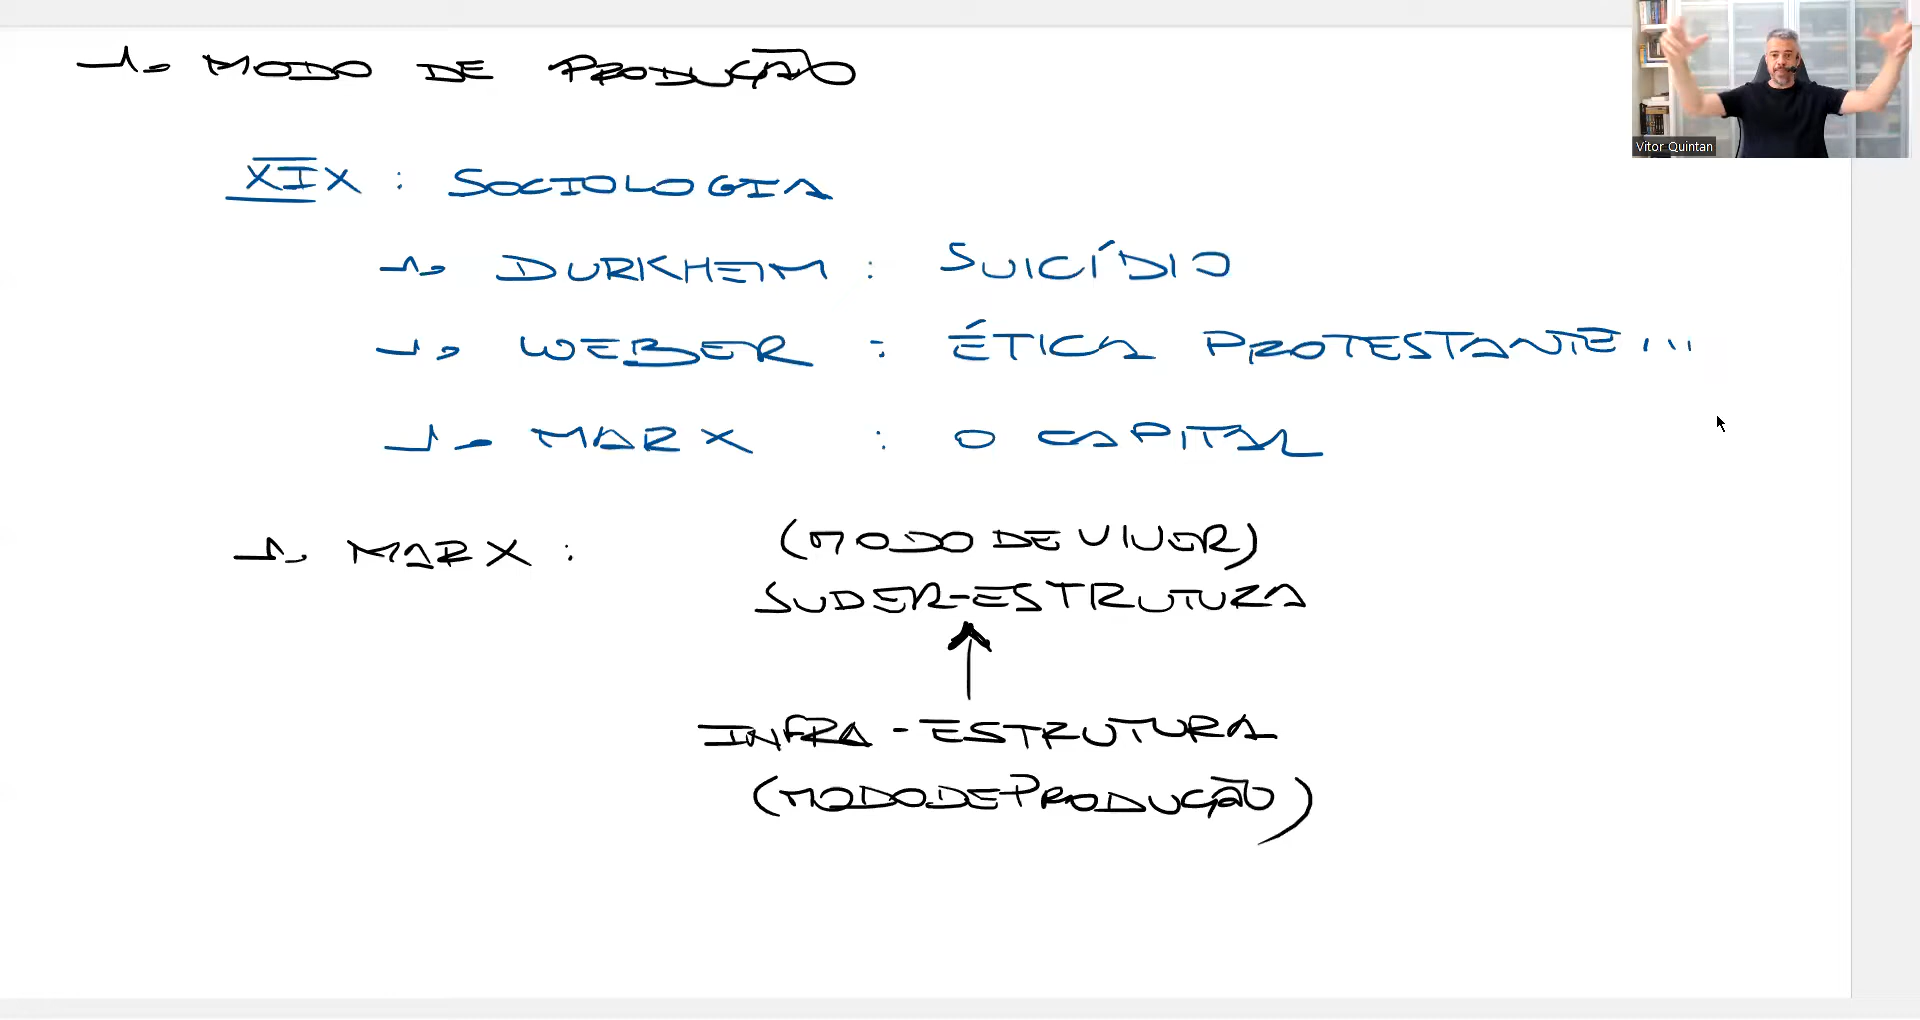 MODO DE PRODUÇÃO
Vitor Quintan
XIX : SOCIOLOGIA
DURKHEIM : SUICÍDIO
WEBER : ÉTICA PROTESTANTE...
MARX : O CAPITAL
MARX : (MODO DE VIVER)
SUPER-ESTRUTURA
INFRA-ESTRUTURA
(MODO DE PRODUÇÃO)